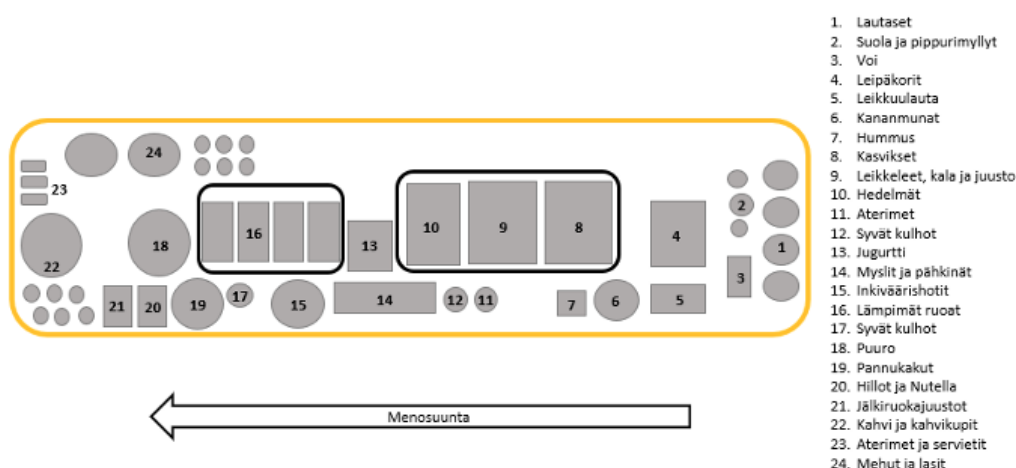 1. Lautaset
2. Suola ja pippurimyllyt
3. Voi
4. Leipäkorit
5. Leikkuulauta
6. Kananmunat
7. Hummus
8. Kasvikset
9. Leikkeleet, kala ja juusto
10. Hedelmät
11. Aterimet
12. Syvät kulhot
13. Jugurtti
14. Myslit ja pähkinät
15. Inkiväärishotit
16. Lämpimät ruoat
17. Syvät kulhot
18. Puuro
19. Pannukakut
20. Hillot ja Nutella
21. Jälkiruokajuustot
22. Kahvi ja kahvikupit
23. Aterimet ja servietit
24. Mehut ja lasit
24
23
2
16
10
9
8
4
1
18
13
22
3
17
21
20
19
15
14
12
11
7
6
5
Menosuunta